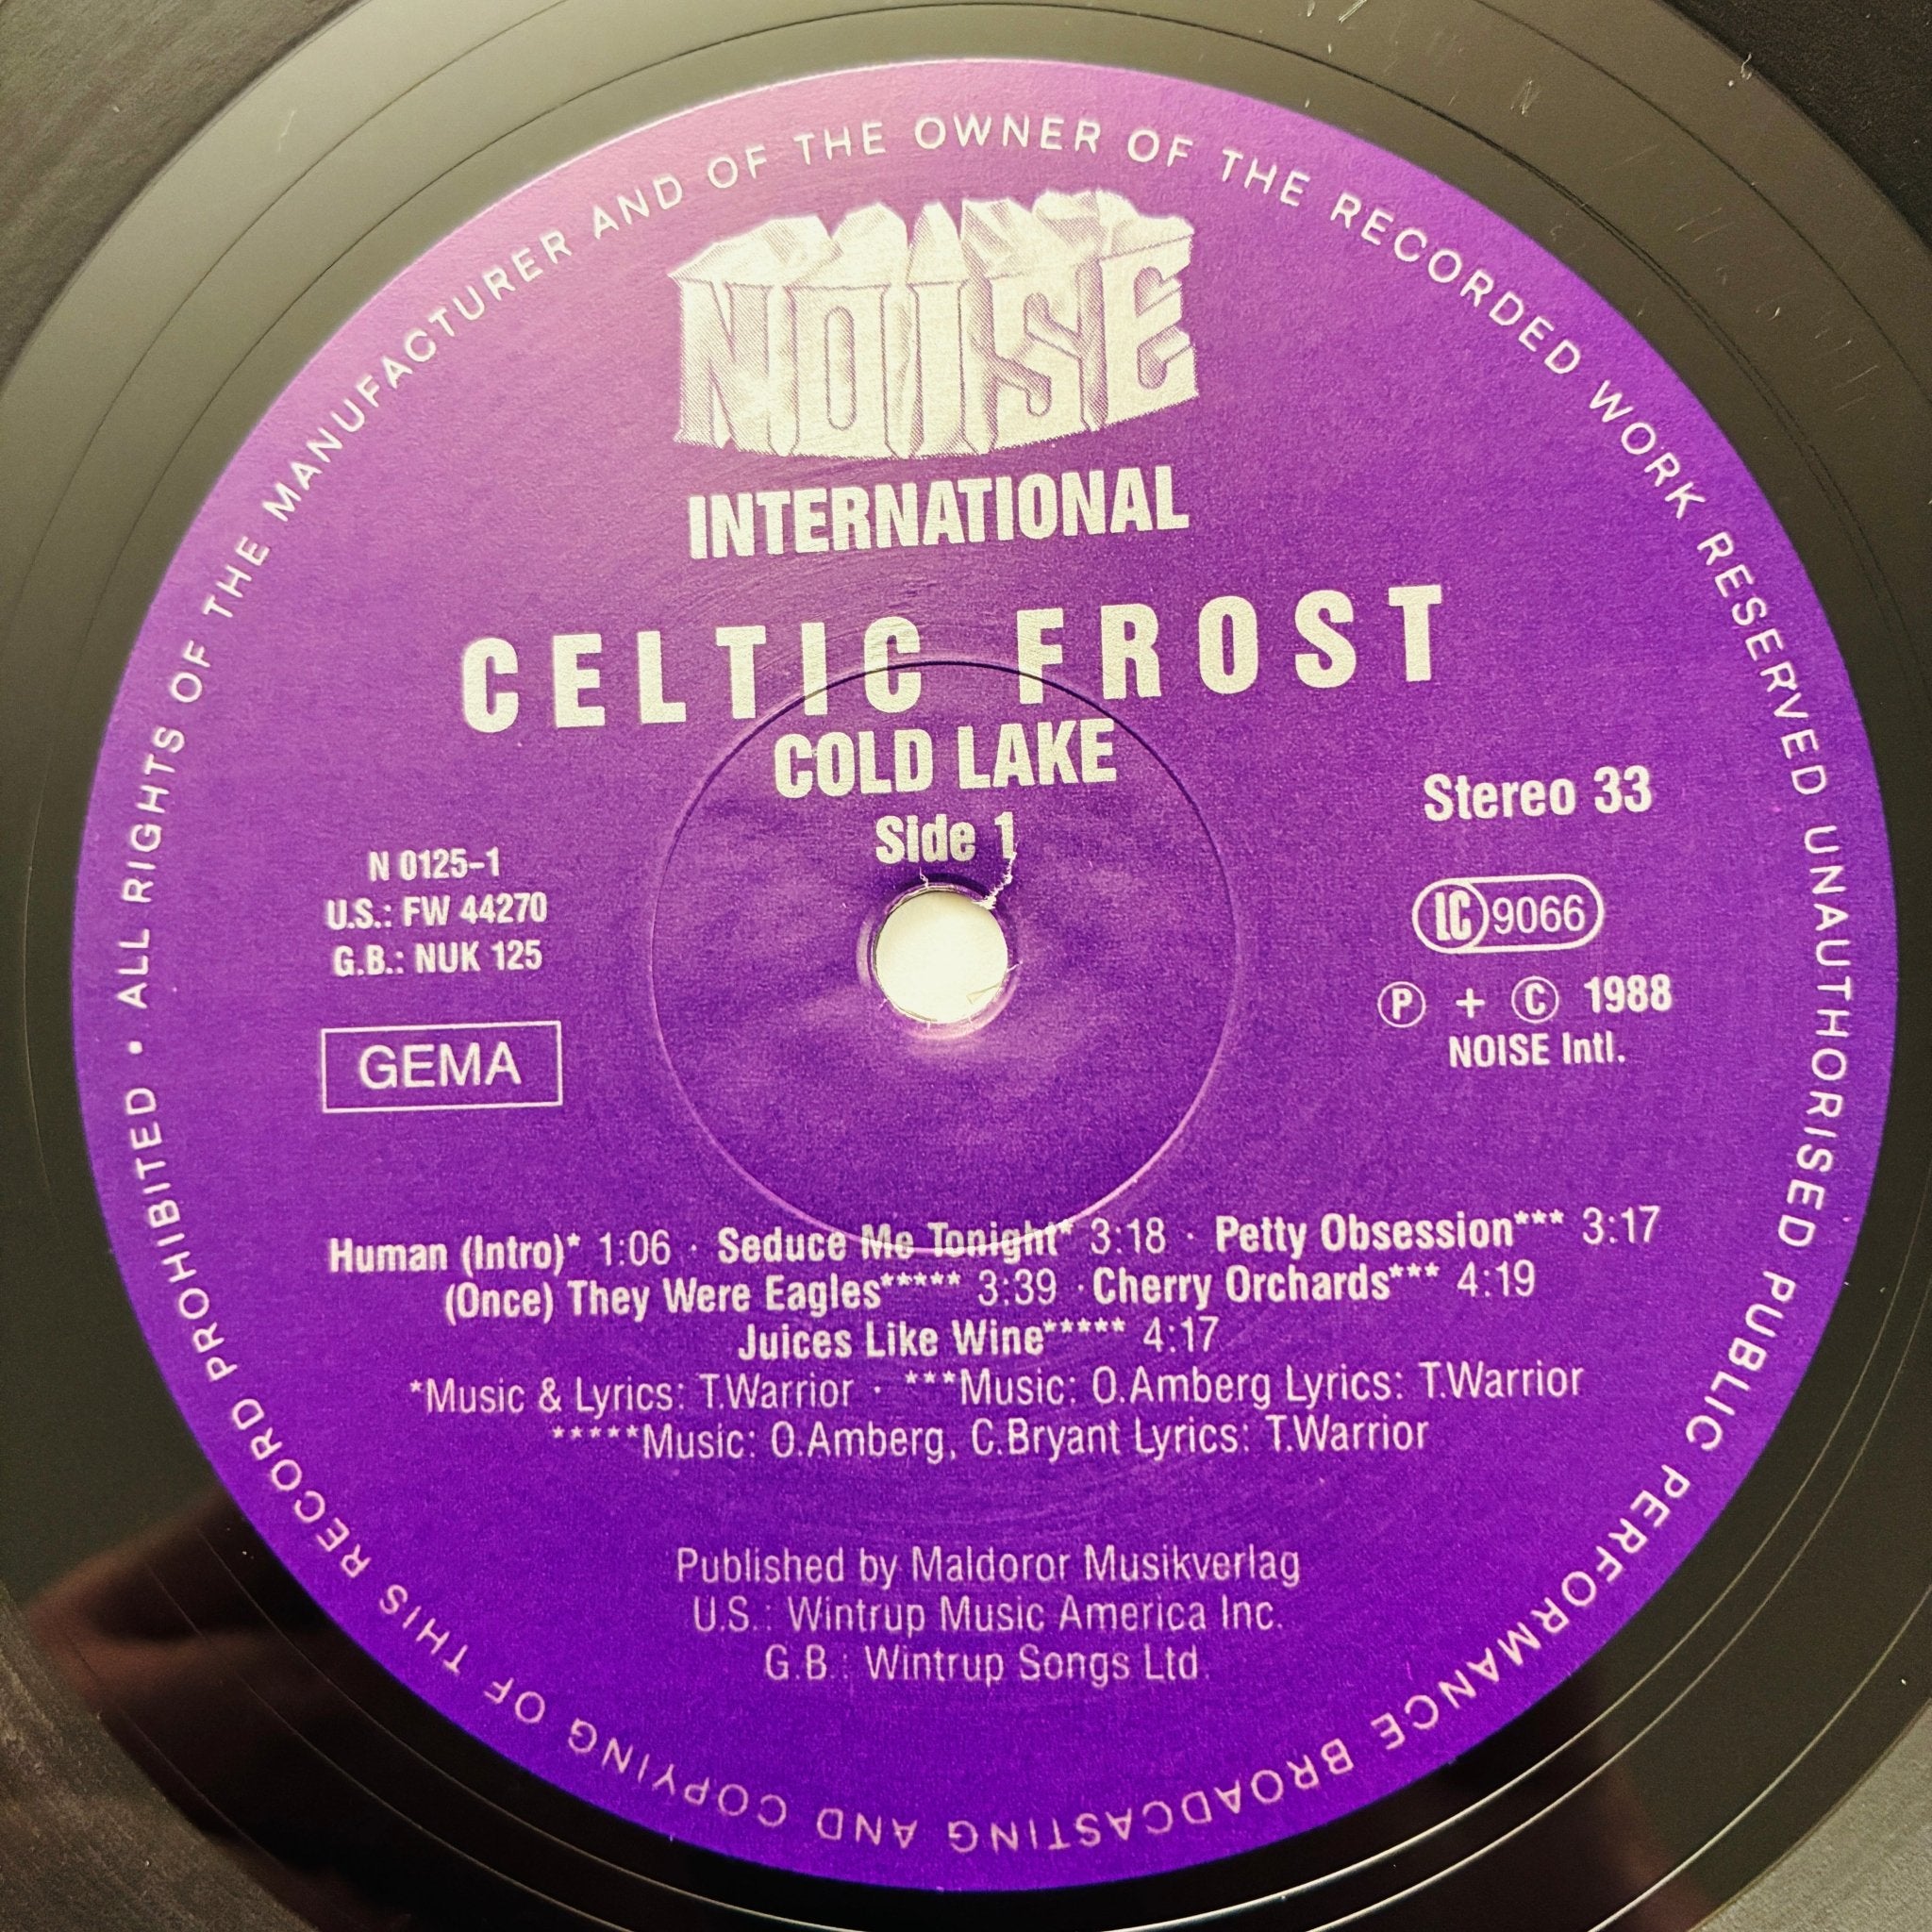 ALL RIGHTS OF THE MANUFACTURER AND OF THE OWNER OF THE RECORDED WORK RESERVED UNAUTHORISED PUBLIC PERFORMANCE BROADCASTING AND COPYING OF THIS RECORD PROHIBITED •
NOISE
INTERNATIONAL
CELTIC FROST
COLD LAKE
Side 1
N 0125-1
U.S.: FW 44270
G.B.: NUK 125
GEMA
Stereo 33
LC 9066
Ⓟ + Ⓒ 1988
NOISE Intl.
Human (Intro)* 1:06 · Seduce Me Tonight* 3:18 · Petty Obsession*** 3:17
(Once) They Were Eagles***** 3:39 · Cherry Orchards*** 4:19
Juices Like Wine***** 4:17
*Music & Lyrics: T.Warrior · ***Music: O.Amberg Lyrics: T.Warrior
*****Music: O.Amberg, C.Bryant Lyrics: T.Warrior
Published by Maldoror Musikverlag
U.S.: Wintrup Music America Inc.
G.B.: Wintrup Songs Ltd.